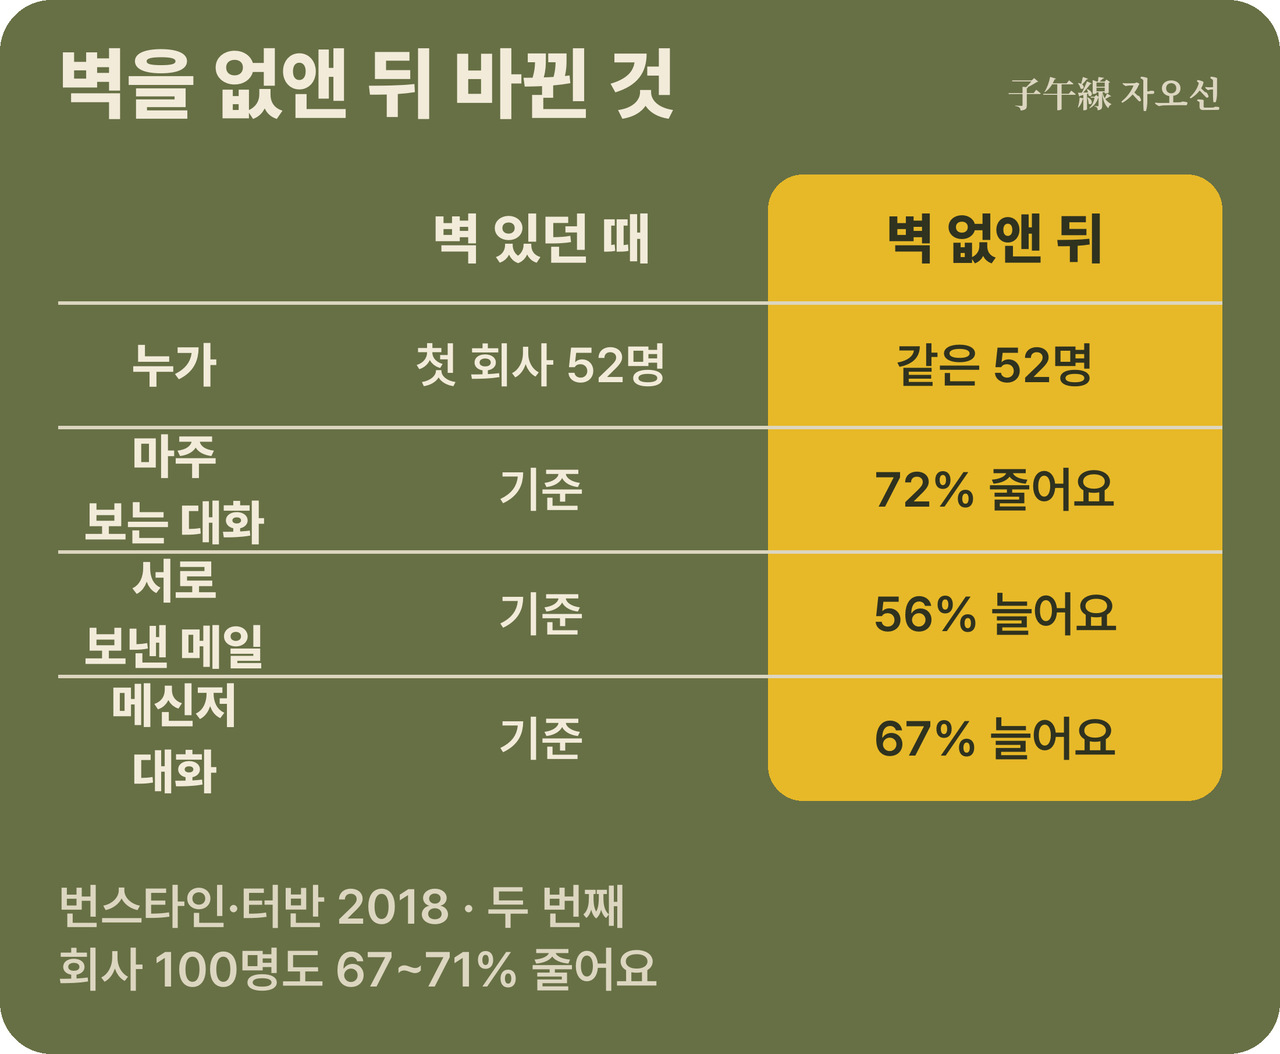 벽을 없앤 뒤 바뀐 것
子午線 자오선
벽 있던 때
벽 없앤 뒤
누가
첫 회사 52명
같은 52명
마주
보는 대화
기준
72% 줄어요
서로
보낸 메일
기준
56% 늘어요
메신저
대화
기준
67% 늘어요
번스타인·터반 2018 · 두 번째
회사 100명도 67~71% 줄어요